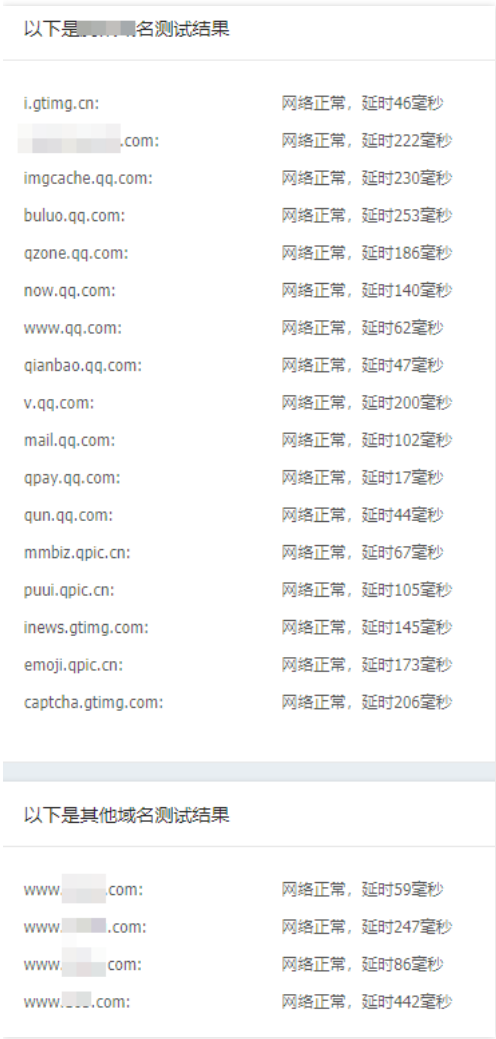 以下是 名测试结果
i.gtimg.cn: 网络正常，延时46毫秒
.com: 网络正常，延时222毫秒
imgcache.qq.com: 网络正常，延时230毫秒
buluo.qq.com: 网络正常，延时253毫秒
qzone.qq.com: 网络正常，延时186毫秒
now.qq.com: 网络正常，延时140毫秒
www.qq.com: 网络正常，延时62毫秒
qianbao.qq.com: 网络正常，延时47毫秒
v.qq.com: 网络正常，延时200毫秒
mail.qq.com: 网络正常，延时102毫秒
qpay.qq.com: 网络正常，延时17毫秒
qun.qq.com: 网络正常，延时44毫秒
mmbiz.qpic.cn: 网络正常，延时67毫秒
puui.qpic.cn: 网络正常，延时105毫秒
inews.gtimg.com: 网络正常，延时145毫秒
emoji.qpic.cn: 网络正常，延时173毫秒
captcha.gtimg.com: 网络正常，延时206毫秒
以下是其他域名测试结果
www. .com: 网络正常，延时59毫秒
www. .com: 网络正常，延时247毫秒
www. com: 网络正常，延时86毫秒
www. .com: 网络正常，延时442毫秒